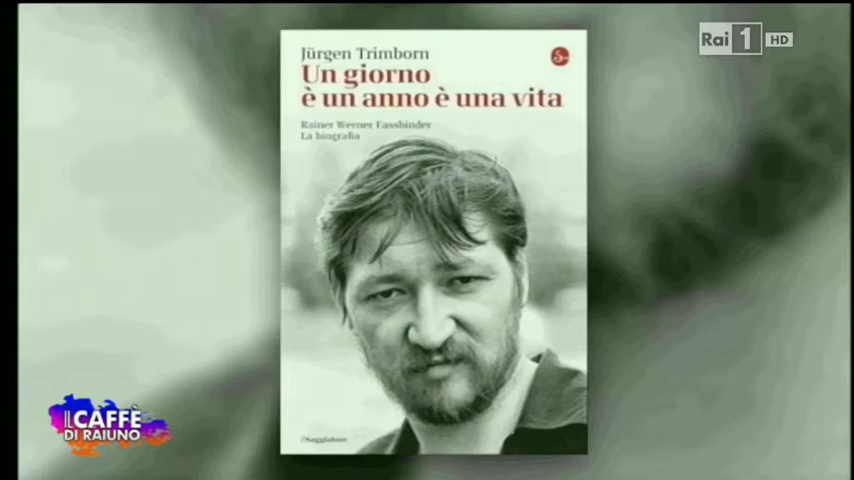 Rai 1 HD
Jürgen Trimborn
Un giorno
è un anno è una vita
Rainer Werner Fassbinder
La biografia
ilSaggiatore
IL CAFFÈ
DI RAIUNO